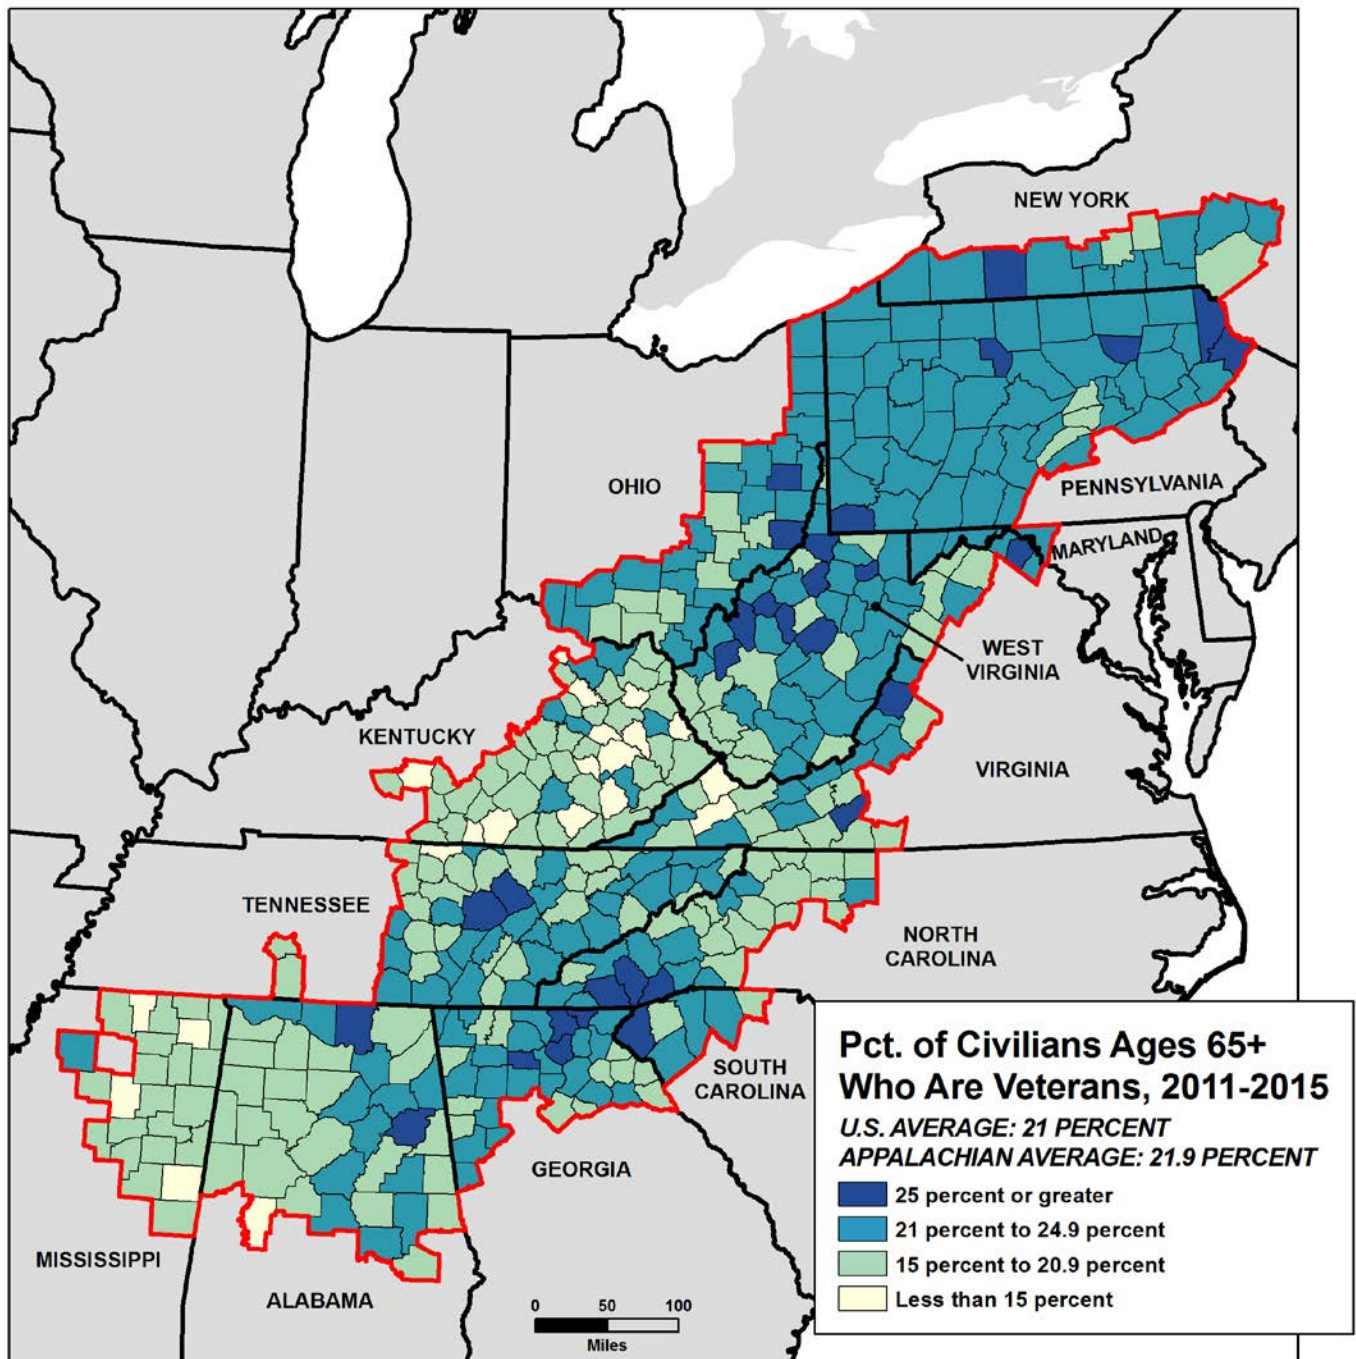 NEW YORK
OHIO
PENNSYLVANIA
MARYLAND
WEST
VIRGINIA
KENTUCKY
VIRGINIA
TENNESSEE
NORTH
CAROLINA
SOUTH
CAROLINA
GEORGIA
MISSISSIPPI
ALABAMA
0 50 100
Miles
Pct. of Civilians Ages 65+
Who Are Veterans, 2011-2015
U.S. AVERAGE: 21 PERCENT
APPALACHIAN AVERAGE: 21.9 PERCENT
25 percent or greater
21 percent to 24.9 percent
15 percent to 20.9 percent
Less than 15 percent